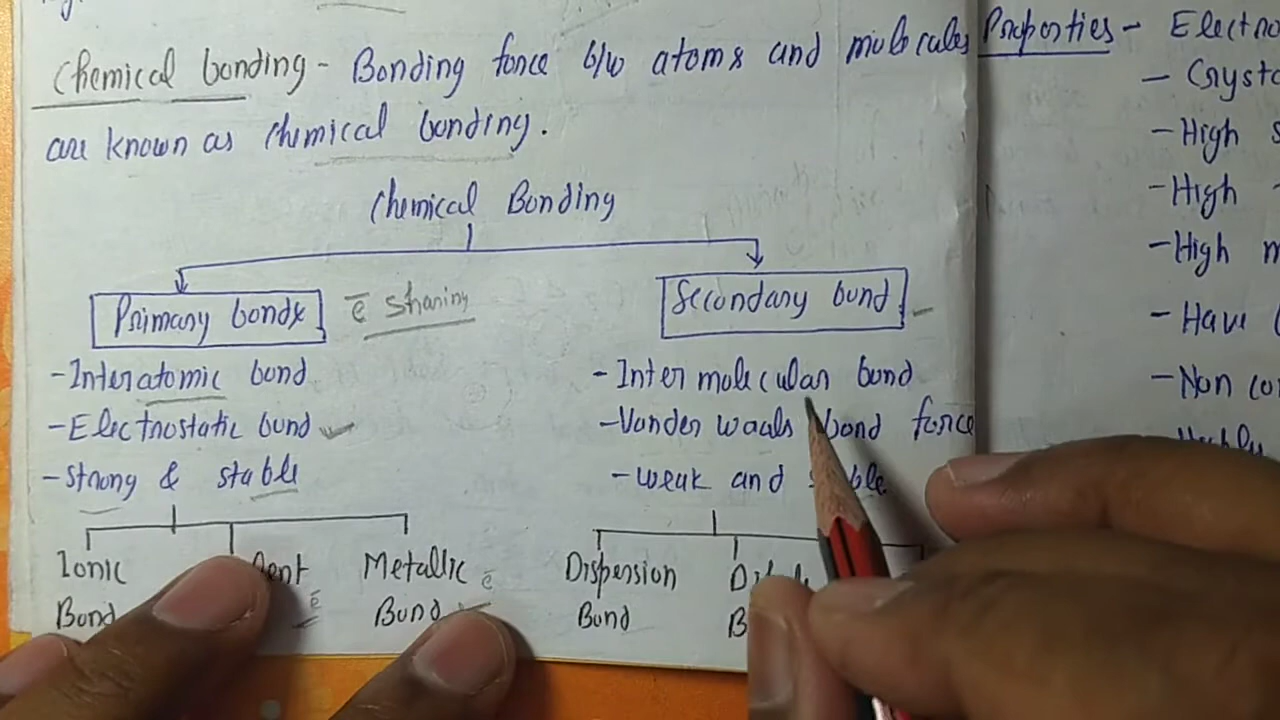 Chemical bonding - Bonding force b/w atoms and molecules
are known as Chemical bonding.
Chemical Bonding
Primary bonds
ē sharing
Secondary bond
- Interatomic bond
- Electrostatic bond
- Strong & stable
- Inter molecular bond
- Vander waals bond force
- weak and
Ionic
Bond
Metallic ē
Bond
ē
Dispersion
Bond
Properties - Electro
- Crysta
- High s
- High
- High m
- Have
- Non co